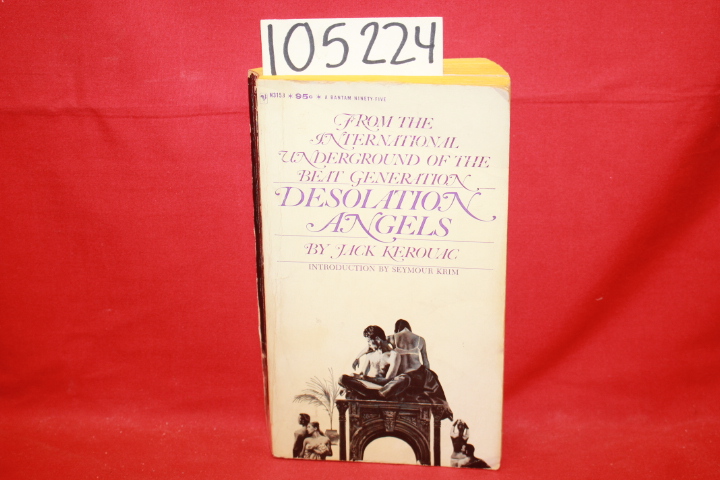 105224
N3153 * 95¢ * A BANTAM NINETY-FIVE
FROM THE
INTERNATIONAL
UNDERGROUND OF THE
BEAT GENERATION
DESOLATION
ANGELS
BY JACK KEROUAC
INTRODUCTION BY SEYMOUR KRIM